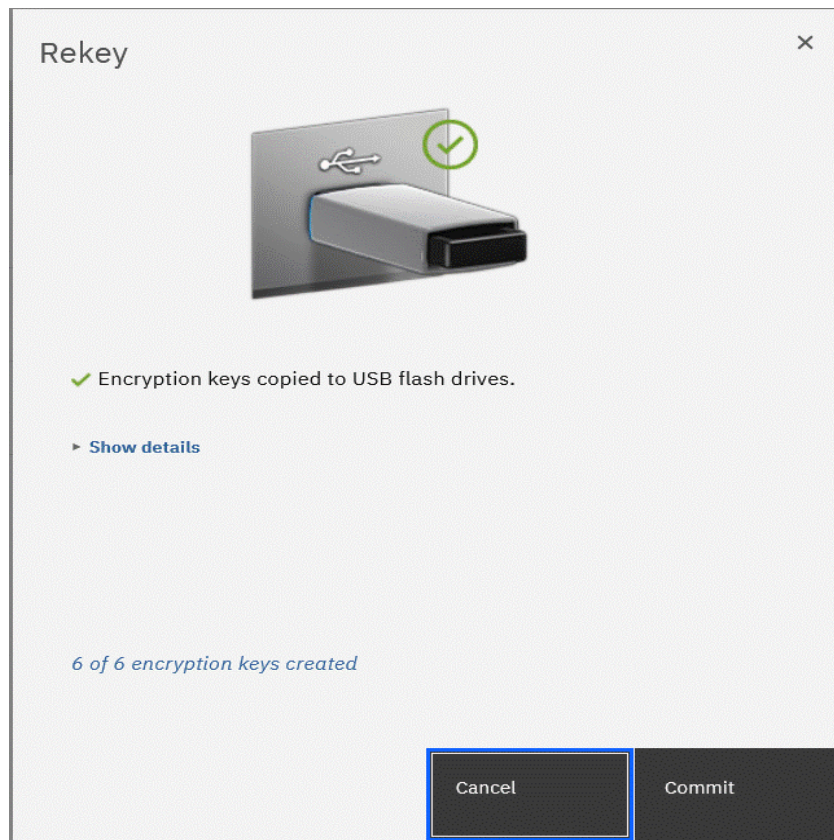 Rekey
Encryption keys copied to USB flash drives.
Show details
6 of 6 encryption keys created
Cancel
Commit